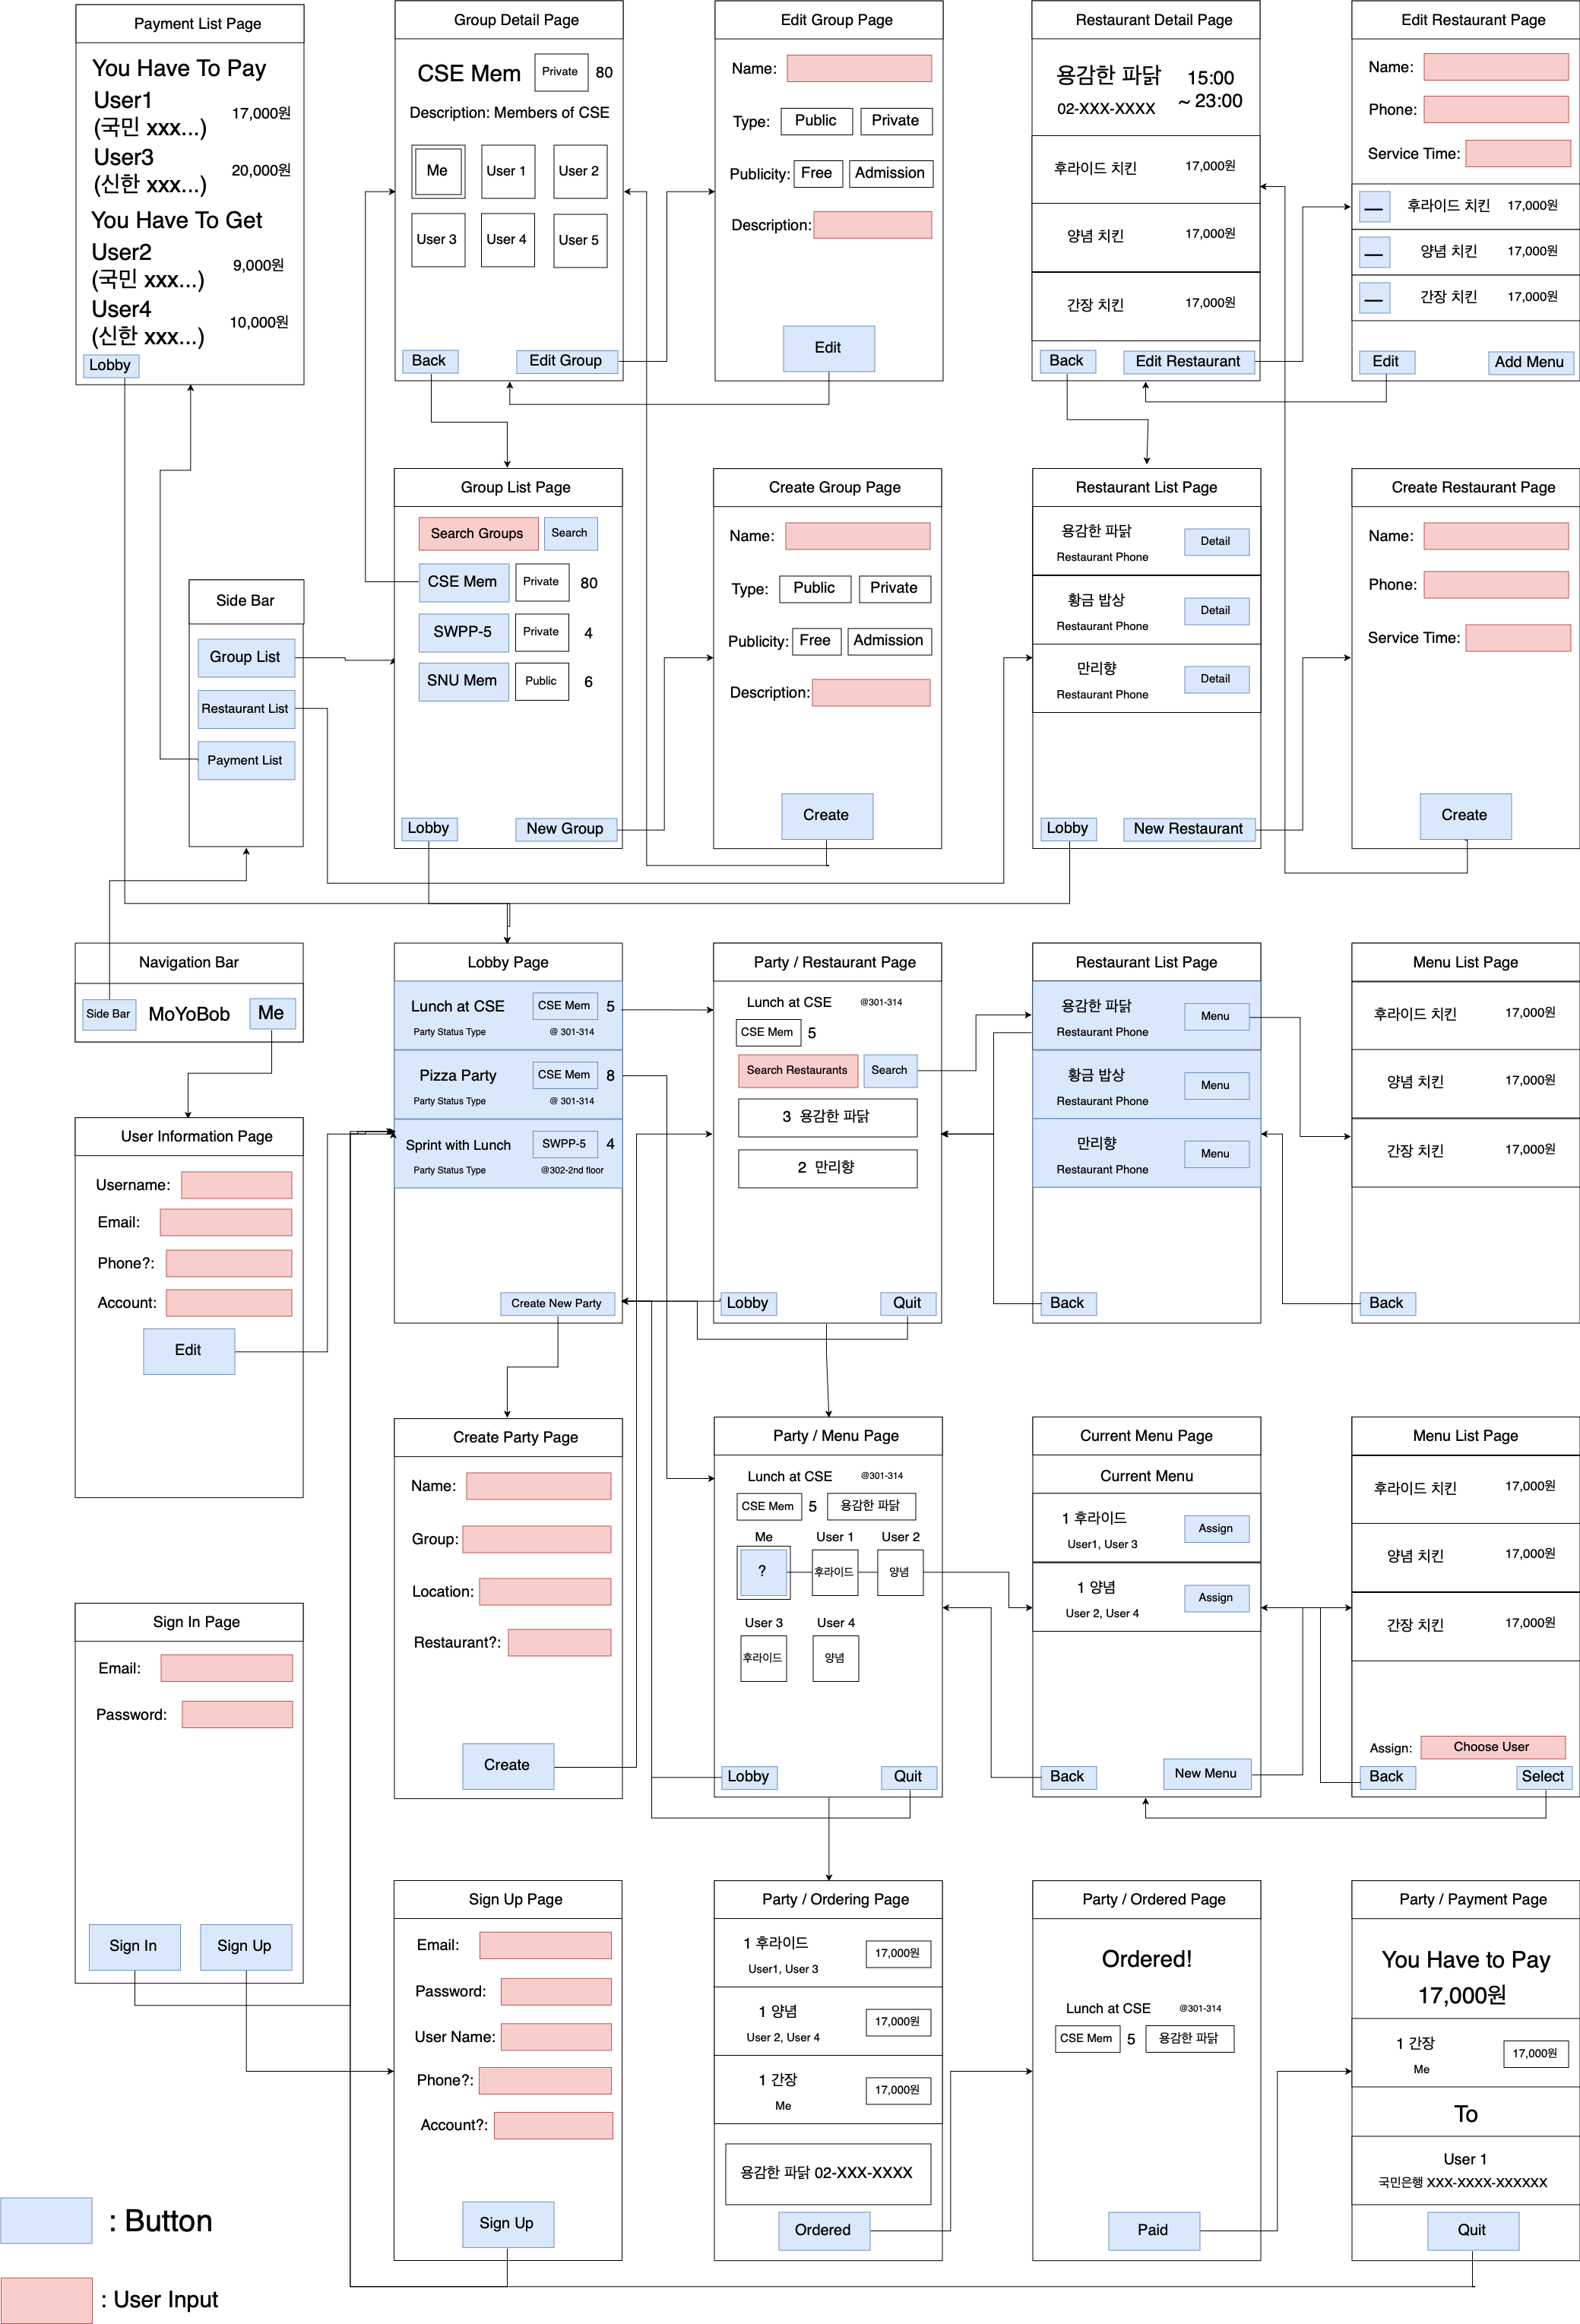 Payment List Page
You Have To Pay
User1
(국민 xxx...)
17,000원
User3
(신한 xxx...)
20,000원
You Have To Get
User2
(국민 xxx...)
9,000원
User4
(신한 xxx...)
10,000원
Lobby
Group Detail Page
CSE Mem
Private
80
Description: Members of CSE
Me
User 1
User 2
User 3
User 4
User 5
Back
Edit Group
Edit Group Page
Name:
Type:
Public
Private
Publicity:
Free
Admission
Description:
Edit
Restaurant Detail Page
용감한 파닭
02-XXX-XXXX
15:00
~ 23:00
후라이드 치킨
17,000원
양념 치킨
17,000원
간장 치킨
17,000원
Back
Edit Restaurant
Edit Restaurant Page
Name:
Phone:
Service Time:
—
후라이드 치킨
17,000원
—
양념 치킨
17,000원
—
간장 치킨
17,000원
Edit
Add Menu
Side Bar
Group List
Restaurant List
Payment List
Group List Page
Search Groups
Search
CSE Mem
Private
80
SWPP-5
Private
4
SNU Mem
Public
6
Lobby
New Group
Create Group Page
Name:
Type:
Public
Private
Publicity:
Free
Admission
Description:
Create
Restaurant List Page
용감한 파닭
Restaurant Phone
Detail
황금 밥상
Restaurant Phone
Detail
만리향
Restaurant Phone
Detail
Lobby
New Restaurant
Create Restaurant Page
Name:
Phone:
Service Time:
Create
Navigation Bar
Side Bar
MoYoBob
Me
User Information Page
Username:
Email:
Phone?:
Account:
Edit
Lobby Page
Lunch at CSE
CSE Mem
5
Party Status Type
@ 301-314
Pizza Party
CSE Mem
8
Party Status Type
@ 301-314
Sprint with Lunch
SWPP-5
4
Party Status Type
@302-2nd floor
Create New Party
Party / Restaurant Page
Lunch at CSE
@301-314
CSE Mem
5
Search Restaurants
Search
3 용감한 파닭
2 만리향
Lobby
Quit
Restaurant List Page
용감한 파닭
Restaurant Phone
Menu
황금 밥상
Restaurant Phone
Menu
만리향
Restaurant Phone
Menu
Back
Menu List Page
후라이드 치킨
17,000원
양념 치킨
17,000원
간장 치킨
17,000원
Back
Create Party Page
Name:
Group:
Location:
Restaurant?:
Create
Party / Menu Page
Lunch at CSE
@301-314
CSE Mem
5
용감한 파닭
Me
User 1
User 2
?
후라이드
양념
User 3
User 4
후라이드
양념
Lobby
Quit
Current Menu Page
Current Menu
1 후라이드
User1, User 3
Assign
1 양념
User 2, User 4
Assign
Back
New Menu
Menu List Page
후라이드 치킨
17,000원
양념 치킨
17,000원
간장 치킨
17,000원
Assign:
Choose User
Back
Select
Sign In Page
Email:
Password:
Sign In
Sign Up
Sign Up Page
Email:
Password:
User Name:
Phone?:
Account?:
Sign Up
Party / Ordering Page
1 후라이드
User1, User 3
17,000원
1 양념
User 2, User 4
17,000원
1 간장
Me
17,000원
용감한 파닭 02-XXX-XXXX
Ordered
Party / Ordered Page
Ordered!
Lunch at CSE
@301-314
CSE Mem
5
용감한 파닭
Paid
Party / Payment Page
You Have to Pay
17,000원
1 간장
Me
17,000원
To
User 1
국민은행 XXX-XXXX-XXXXXX
Quit
: Button
: User Input